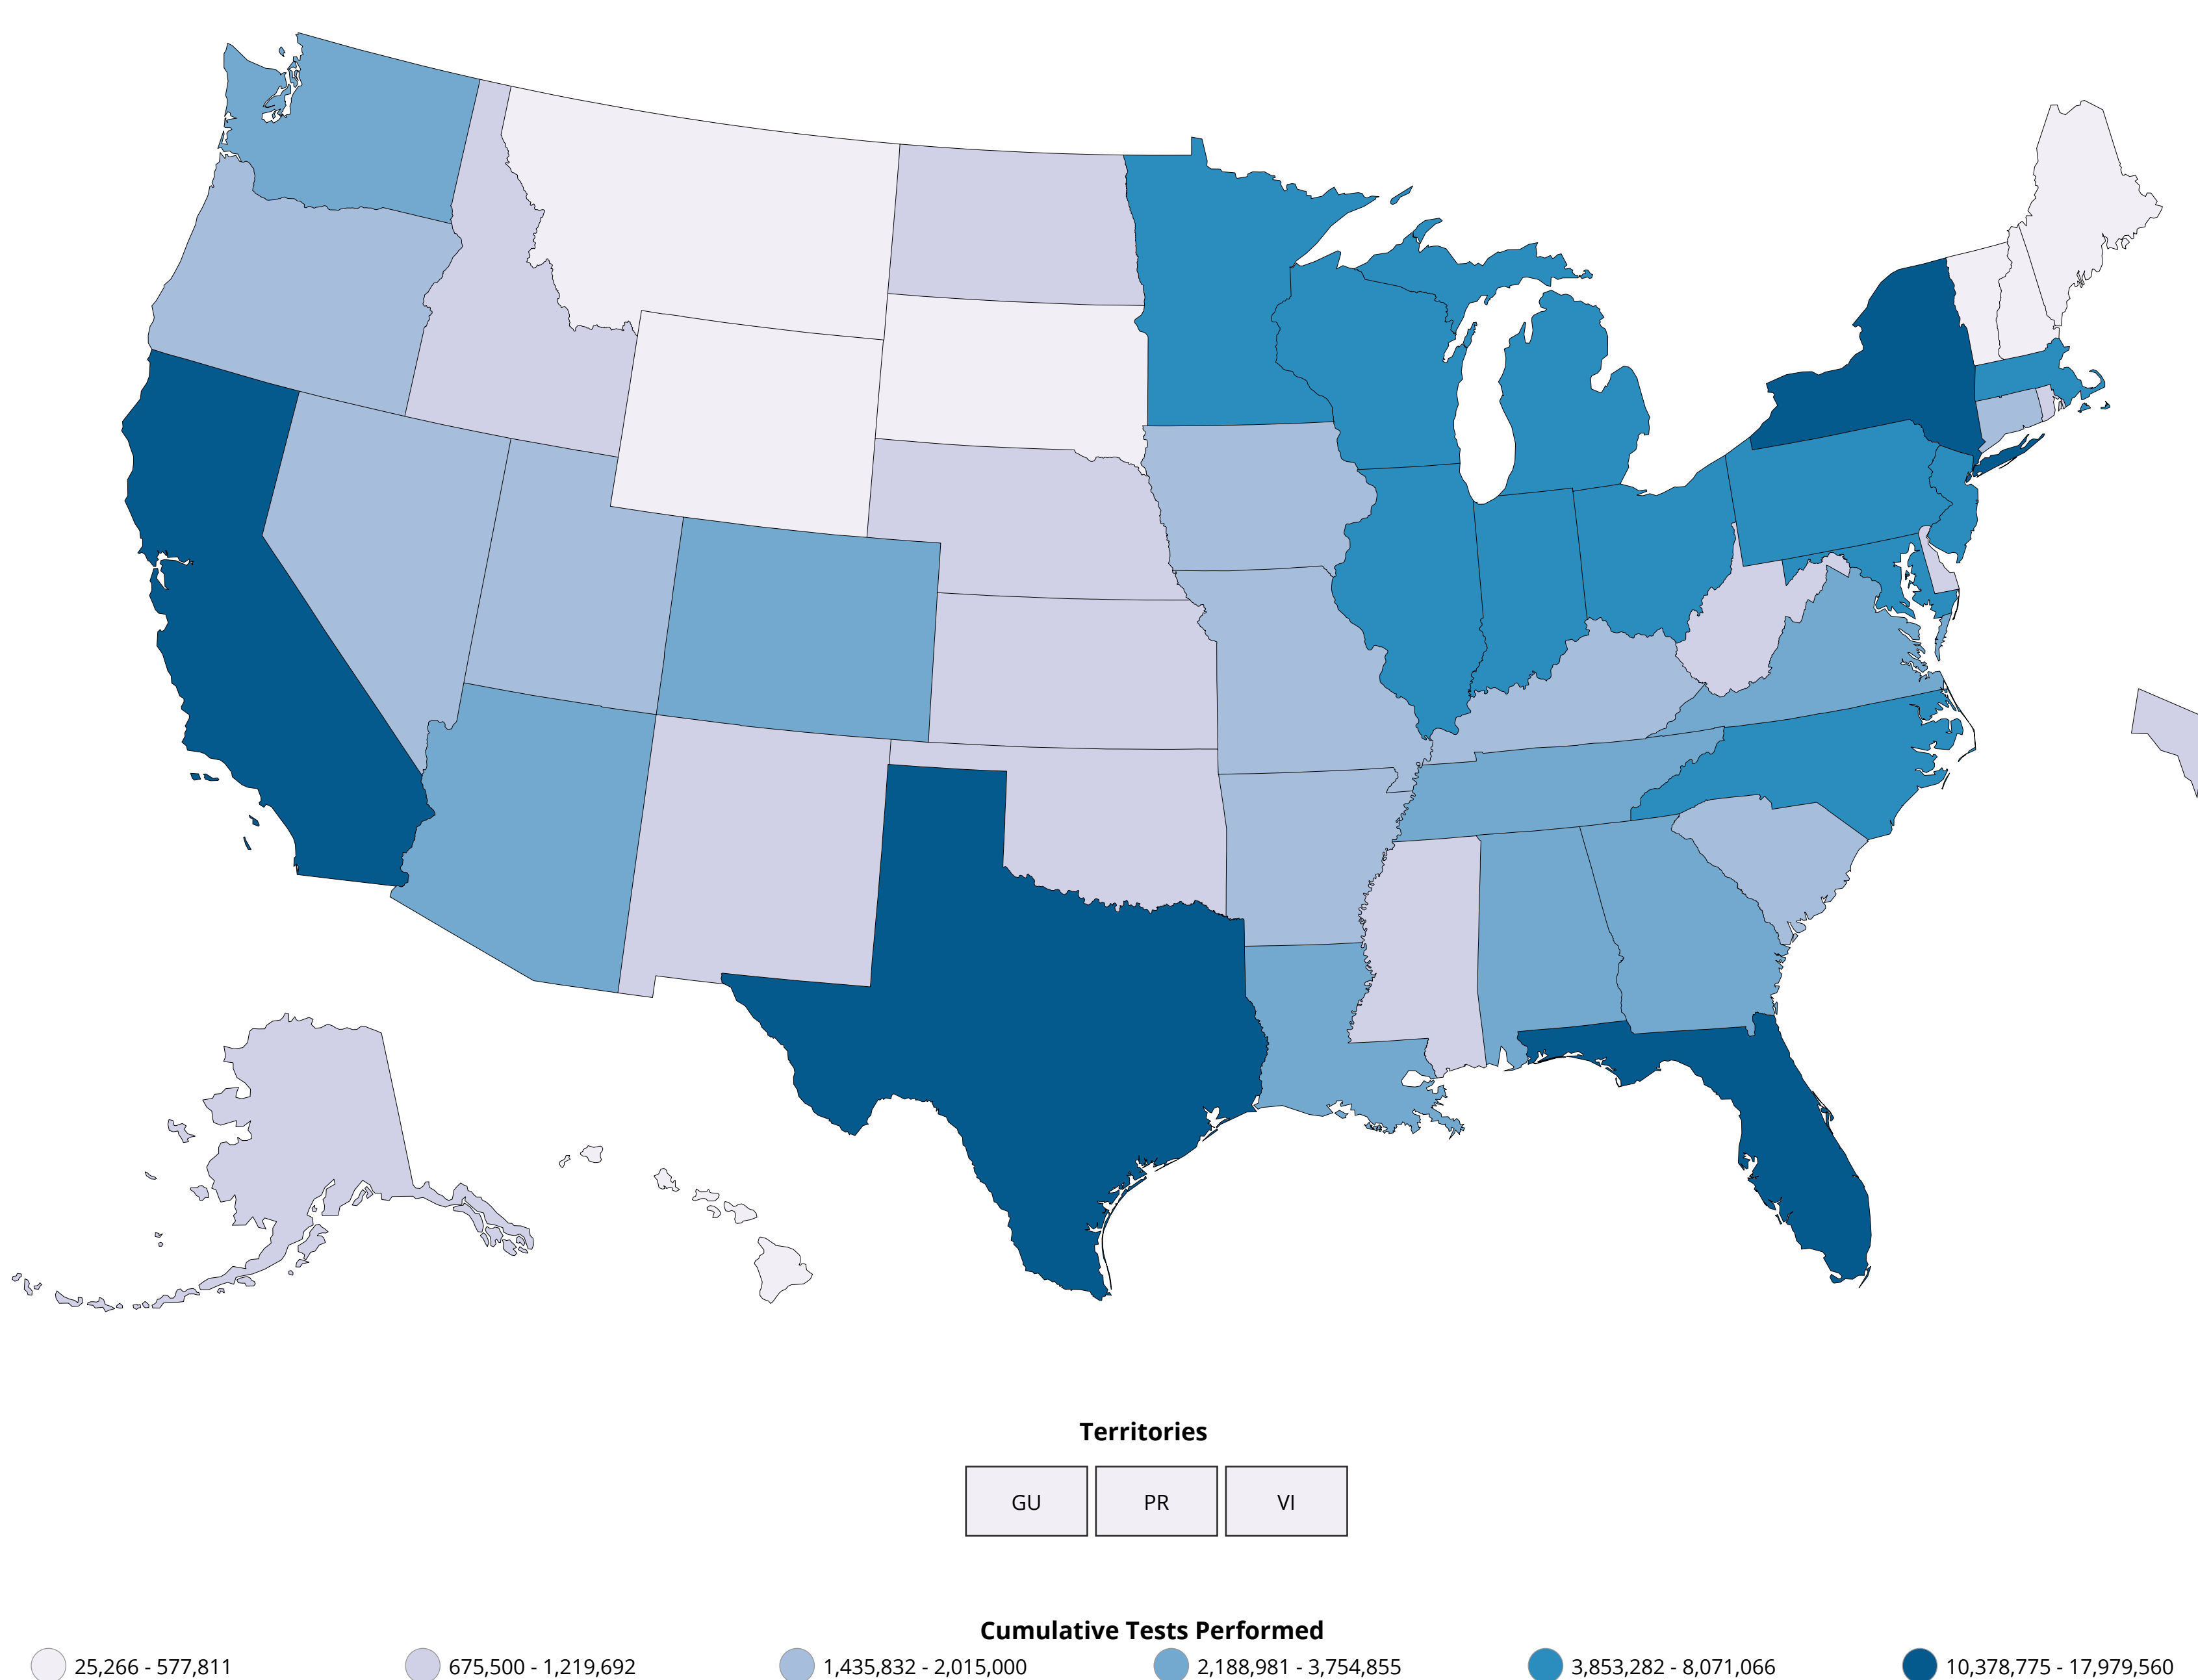 Territories
GU PR VI
Cumulative Tests Performed
25,266 - 577,811 675,500 - 1,219,692 1,435,832 - 2,015,000 2,188,981 - 3,754,855 3,853,282 - 8,071,066 10,378,775 - 17,979,560